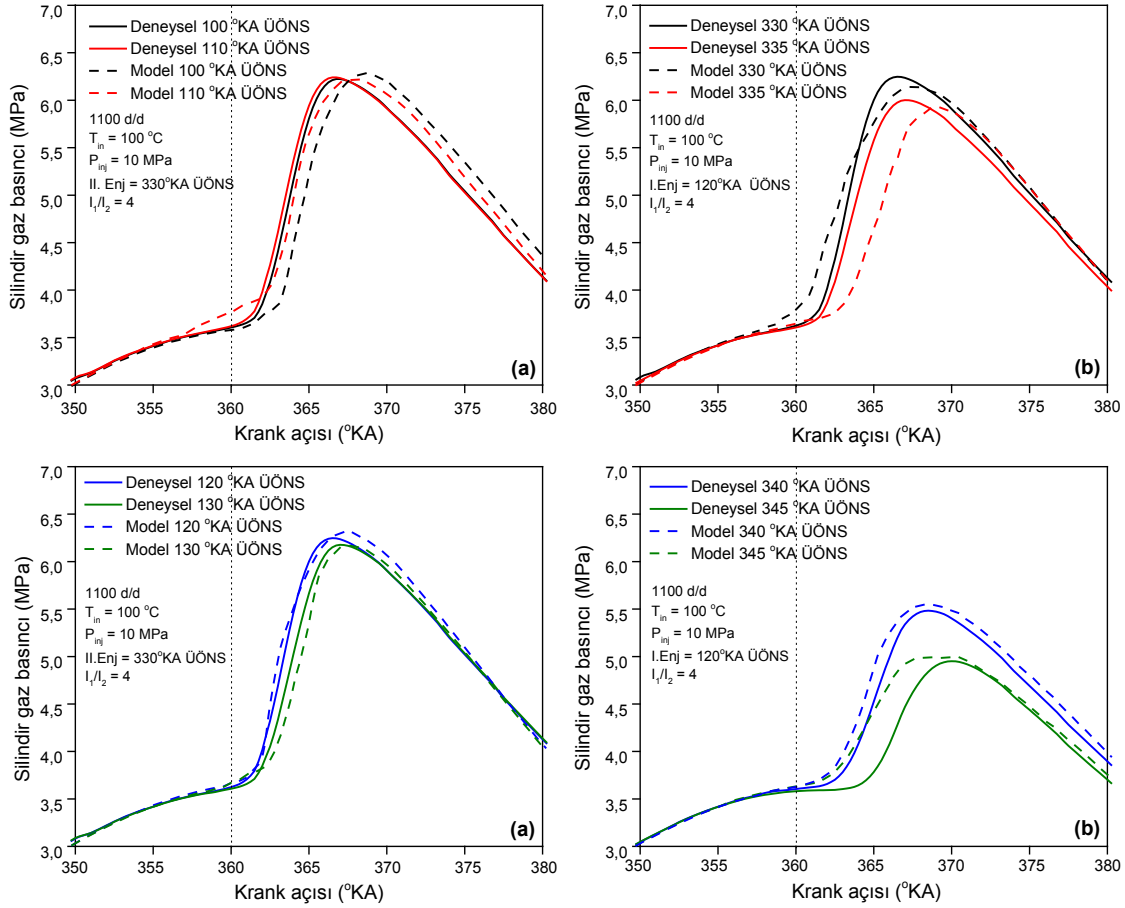 7,0
6,5
6,0
5,5
5,0
4,5
4,0
3,5
3,0
Silindir gaz basıncı (MPa)
Deneysel 100 °KA ÜÖNS
Deneysel 110 °KA ÜÖNS
Model 100 °KA ÜÖNS
Model 110 °KA ÜÖNS
1100 d/d
T_in = 100 °C
P_inj = 10 MPa
II. Enj = 330°KA ÜÖNS
I_1/I_2 = 4
(a)
350 355 360 365 370 375 380
Krank açısı (°KA)
7,0
6,5
6,0
5,5
5,0
4,5
4,0
3,5
3,0
Silindir gaz basıncı (MPa)
Deneysel 330 °KA ÜÖNS
Deneysel 335 °KA ÜÖNS
Model 330 °KA ÜÖNS
Model 335 °KA ÜÖNS
1100 d/d
T_in = 100 °C
P_inj = 10 MPa
I.Enj = 120°KA ÜÖNS
I_1/I_2 = 4
(b)
350 355 360 365 370 375 380
Krank açısı (°KA)
7,0
6,5
6,0
5,5
5,0
4,5
4,0
3,5
3,0
Silindir gaz basıncı (MPa)
Deneysel 120 °KA ÜÖNS
Deneysel 130 °KA ÜÖNS
Model 120 °KA ÜÖNS
Model 130 °KA ÜÖNS
1100 d/d
T_in = 100 °C
P_inj = 10 MPa
II.Enj = 330°KA ÜÖNS
I_1/I_2 = 4
(a)
350 355 360 365 370 375 380
Krank açısı (°KA)
7,0
6,5
6,0
5,5
5,0
4,5
4,0
3,5
3,0
Silindir gaz basıncı (MPa)
Deneysel 340 °KA ÜÖNS
Deneysel 345 °KA ÜÖNS
Model 340 °KA ÜÖNS
Model 345 °KA ÜÖNS
1100 d/d
T_in = 100 °C
P_inj = 10 MPa
I.Enj = 120°KA ÜÖNS
I_1/I_2 = 4
(b)
350 355 360 365 370 375 380
Krank açısı (°KA)